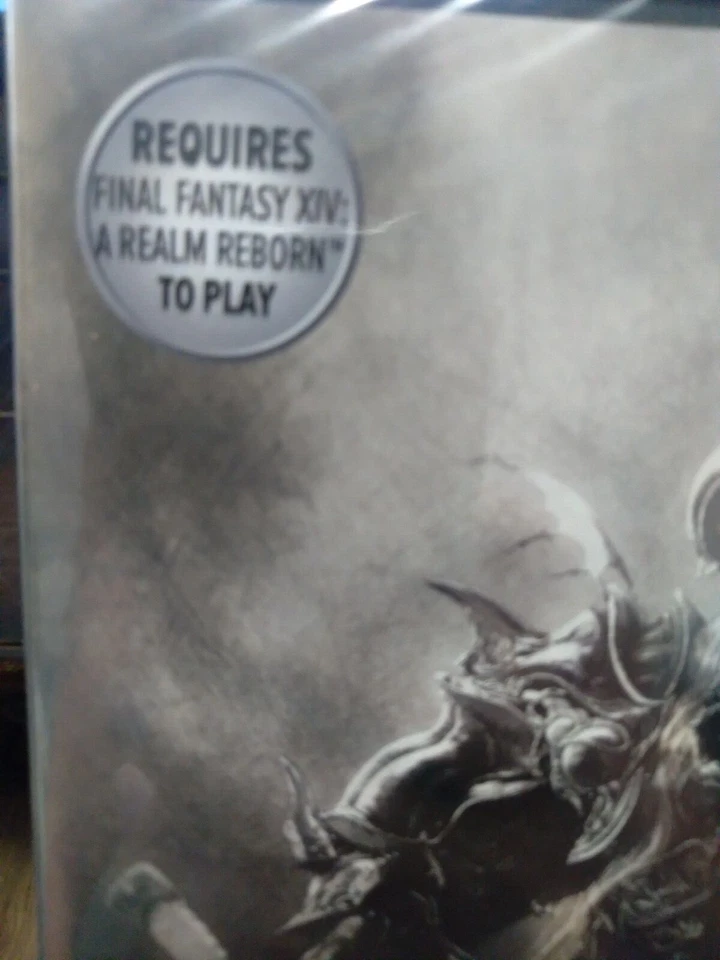 REQUIRES
FINAL FANTASY XIV:
A REALM REBORN™
TO PLAY